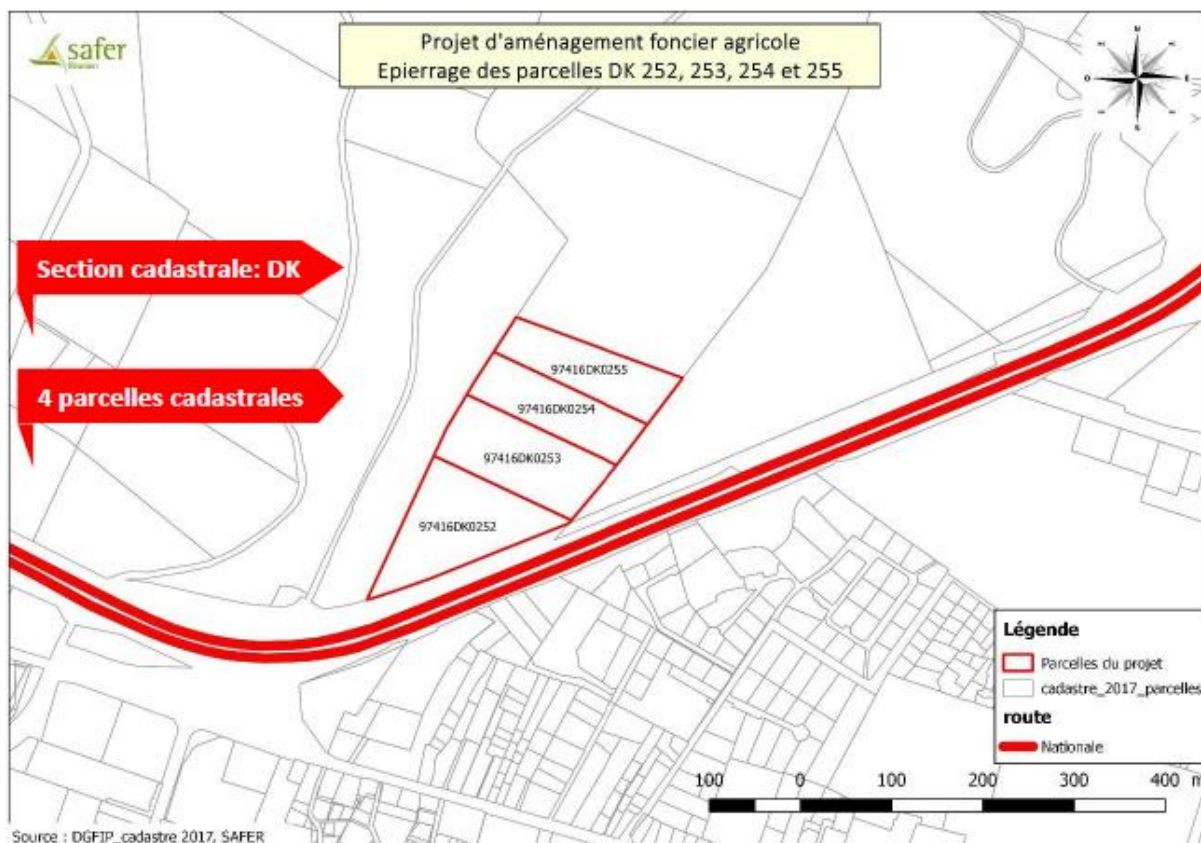 safer
Réunion
Projet d'aménagement foncier agricole
Epierrage des parcelles DK 252, 253, 254 et 255
N
O
E
S
Section cadastrale: DK
4 parcelles cadastrales
97416DK0255
97416DK0254
97416DK0253
97416DK0252
Légende
Parcelles du projet
cadastre_2017_parcelles
route
Nationale
100 0 100 200 300 400 m
Source : DGFIP_cadastre 2017, SAFER